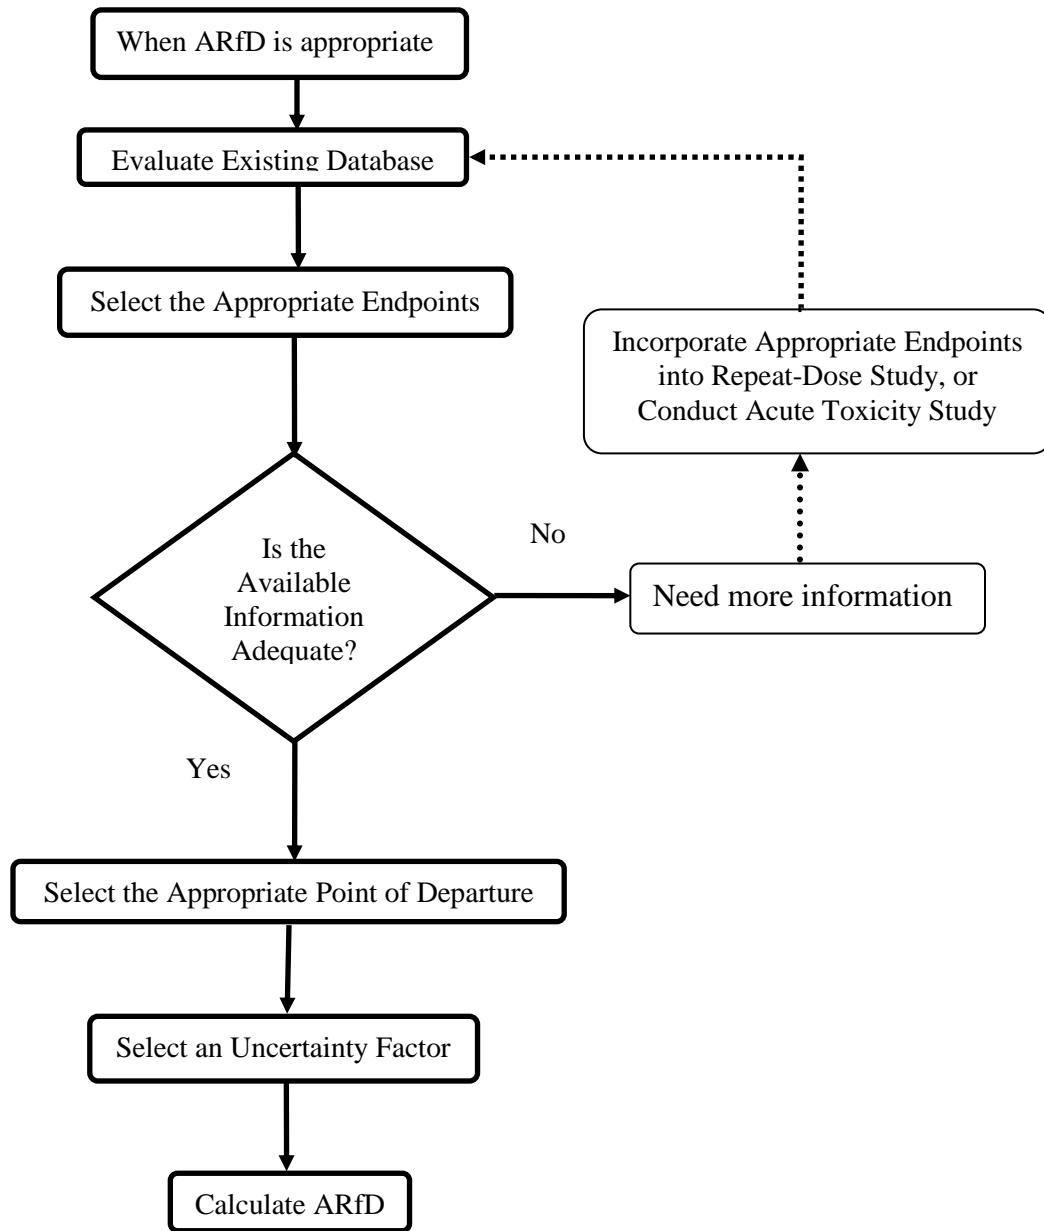 When ARfD is appropriate
Evaluate Existing Database
Select the Appropriate Endpoints
Incorporate Appropriate Endpoints
into Repeat-Dose Study, or
Conduct Acute Toxicity Study
No
Is the
Available
Information
Adequate?
Need more information
Yes
Select the Appropriate Point of Departure
Select an Uncertainty Factor
Calculate ARfD